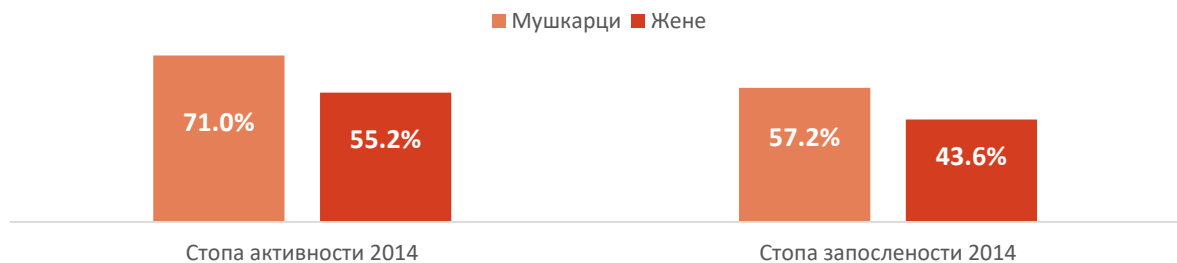 Мушкарци Жене
71.0%
55.2%
57.2%
43.6%
Стопа активности 2014
Стопа запослености 2014